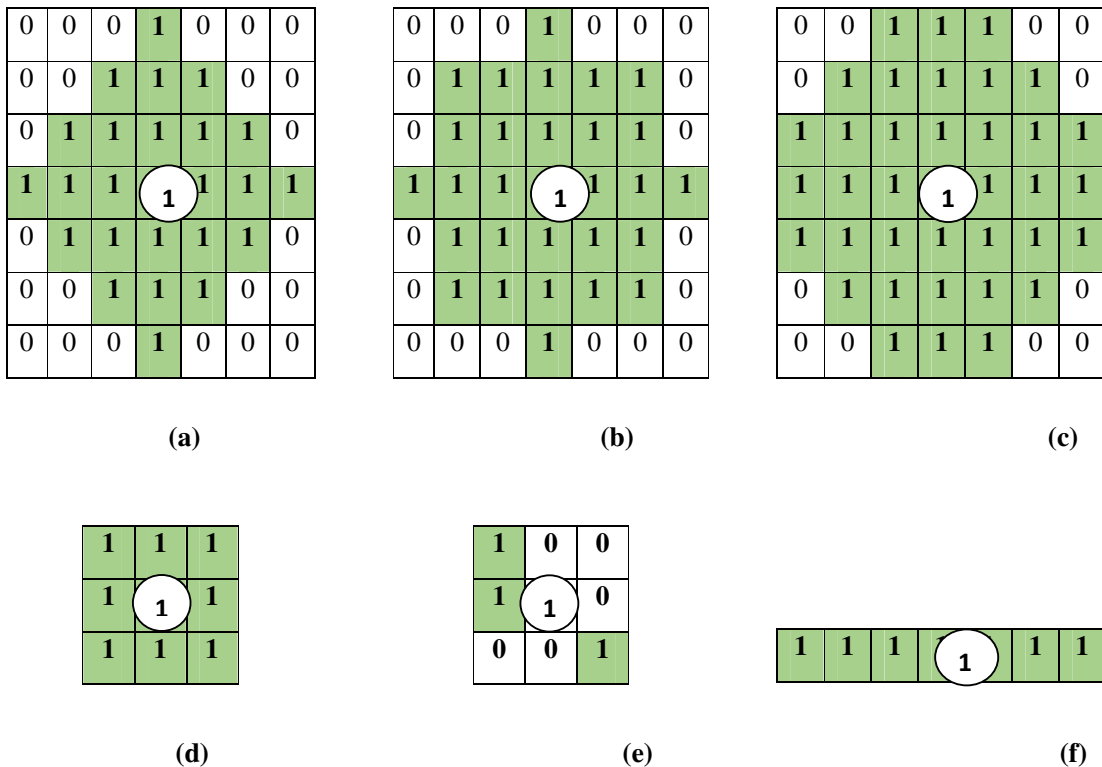 0 0 0 1 0 0 0 0 0 0 1 0 0 0 0 0 1 1 1 0 0
0 0 1 1 1 0 0 0 1 1 1 1 1 0 0 1 1 1 1 1 0
0 1 1 1 1 1 0 0 1 1 1 1 1 0 1 1 1 1 1 1 1
1 1 1 1 1 1 1 1 1 1 1 1 1 1 1 1 1 1 1 1 1
0 1 1 1 1 1 0 0 1 1 1 1 1 0 1 1 1 1 1 1 1
0 0 1 1 1 0 0 0 1 1 1 1 1 0 0 1 1 1 1 1 0
0 0 0 1 0 0 0 0 0 0 1 0 0 0 0 0 1 1 1 0 0
(a) (b) (c)
1 1 1 1 0 0
1 1 1 1 1 0
1 1 1 0 0 1 1 1 1 1 1 1
(d) (e) (f)